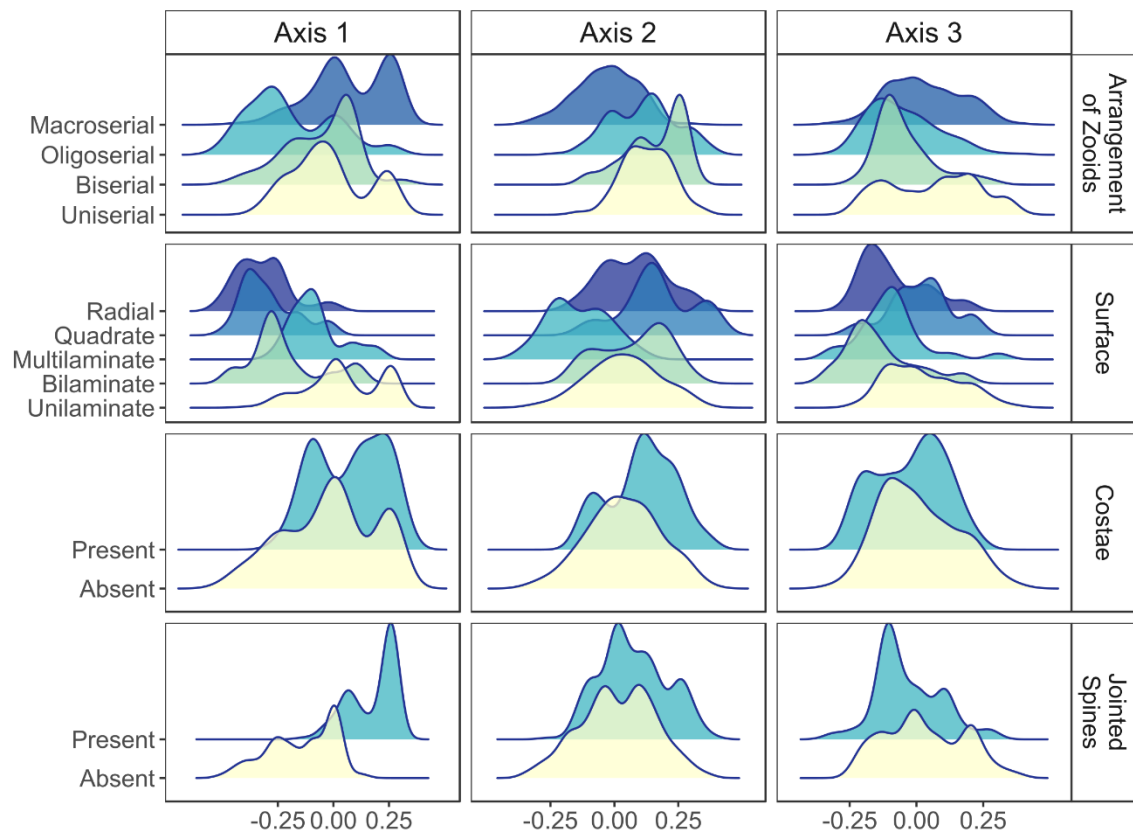 Axis 1
Axis 2
Axis 3
Macroserial
Oligoserial
Biserial
Uniserial
Arrangement
of Zooids
Radial
Quadrate
Multilaminate
Bilaminate
Unilaminate
Surface
Present
Absent
Costae
Present
Absent
Jointed
Spines
-0.25 0.00 0.25
-0.25 0.00 0.25
-0.25 0.00 0.25